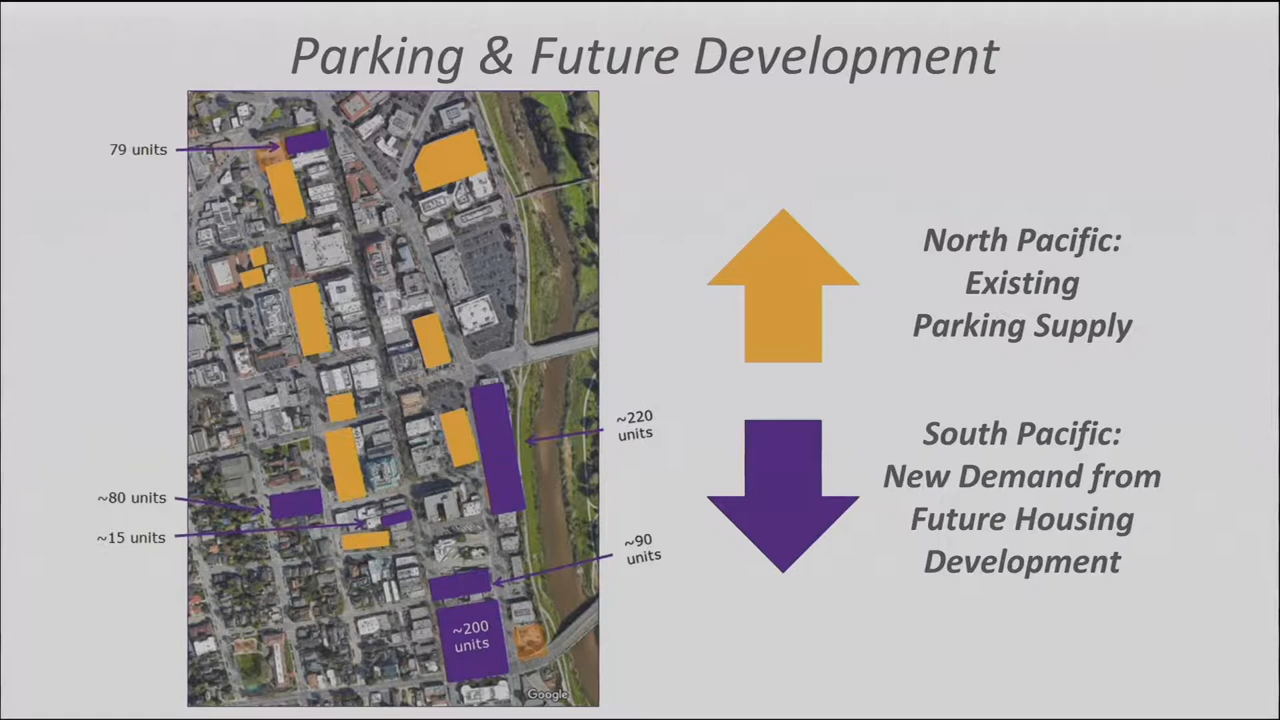 Parking & Future Development
79 units
~80 units
~15 units
~220
units
~90
units
~200
units
Google
North Pacific:
Existing
Parking Supply
South Pacific:
New Demand from
Future Housing
Development